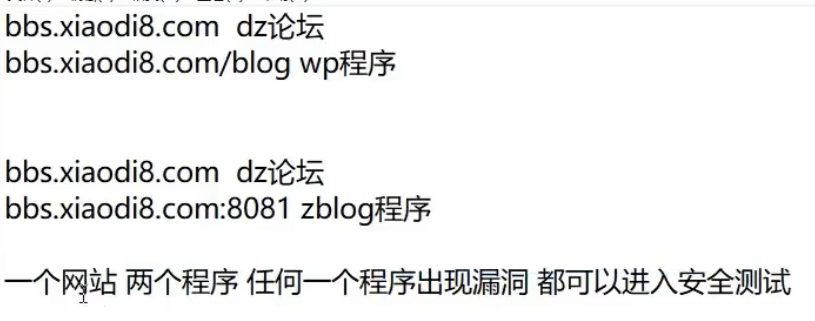 bbs.xiaodi8.com dz论坛
bbs.xiaodi8.com/blog wp程序
bbs.xiaodi8.com dz论坛
bbs.xiaodi8.com:8081 zblog程序
一个网站 两个程序 任何一个程序出现漏洞 都可以进入安全测试